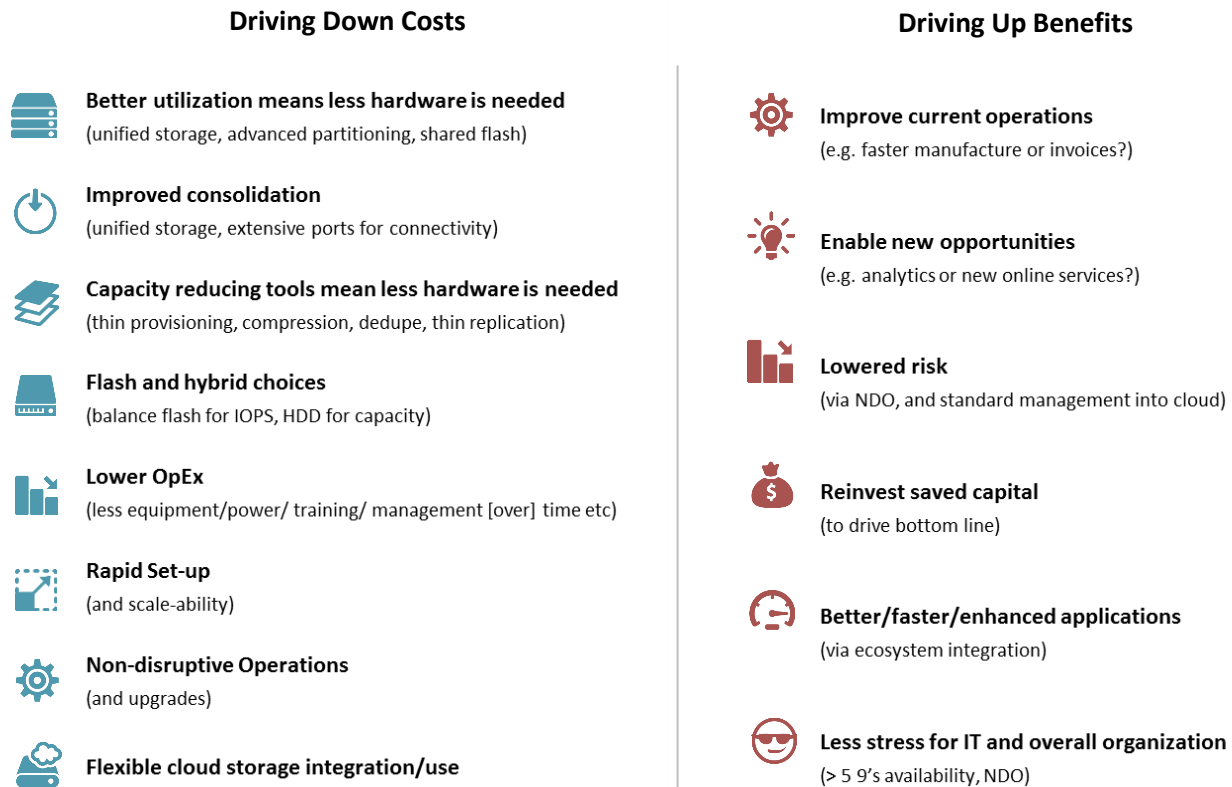 Driving Down Costs
Better utilization means less hardware is needed
(unified storage, advanced partitioning, shared flash)
Improved consolidation
(unified storage, extensive ports for connectivity)
Capacity reducing tools mean less hardware is needed
(thin provisioning, compression, dedupe, thin replication)
Flash and hybrid choices
(balance flash for IOPS, HDD for capacity)
Lower OpEx
(less equipment/power/ training/ management [over] time etc)
Rapid Set-up
(and scale-ability)
Non-disruptive Operations
(and upgrades)
Flexible cloud storage integration/use
Driving Up Benefits
Improve current operations
(e.g. faster manufacture or invoices?)
Enable new opportunities
(e.g. analytics or new online services?)
Lowered risk
(via NDO, and standard management into cloud)
$
Reinvest saved capital
(to drive bottom line)
Better/faster/enhanced applications
(via ecosystem integration)
Less stress for IT and overall organization
(> 5 9's availability, NDO)